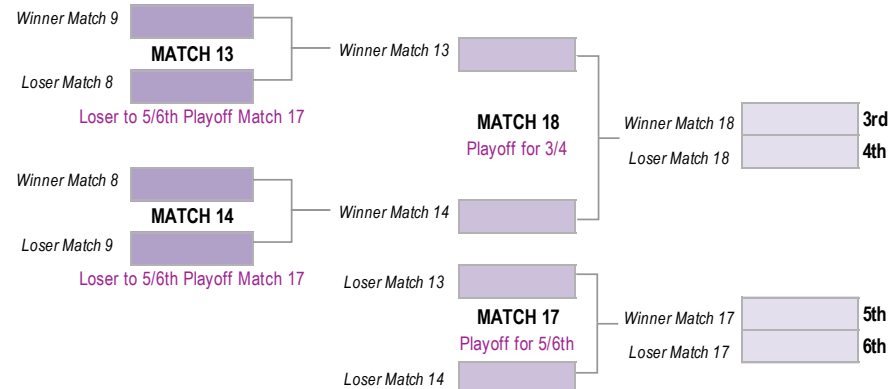 Winner Match 9
MATCH 13
Loser Match 8
Loser to 5/6th Playoff Match 17
Winner Match 8
MATCH 14
Loser Match 9
Loser to 5/6th Playoff Match 17
Winner Match 13
MATCH 18
Playoff for 3/4
Winner Match 14
Winner Match 18
3rd
Loser Match 18
4th
Loser Match 13
MATCH 17
Playoff for 5/6th
Loser Match 14
Winner Match 17
5th
Loser Match 17
6th